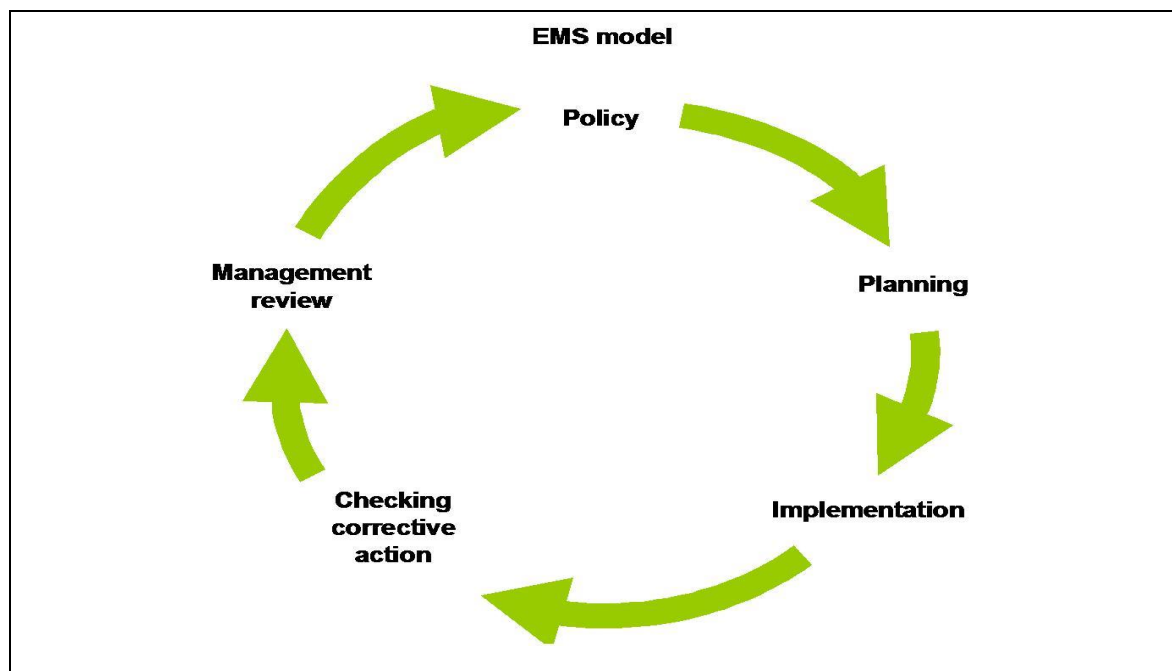 EMS model
Policy
Planning
Implementation
Checking
corrective
action
Management
review